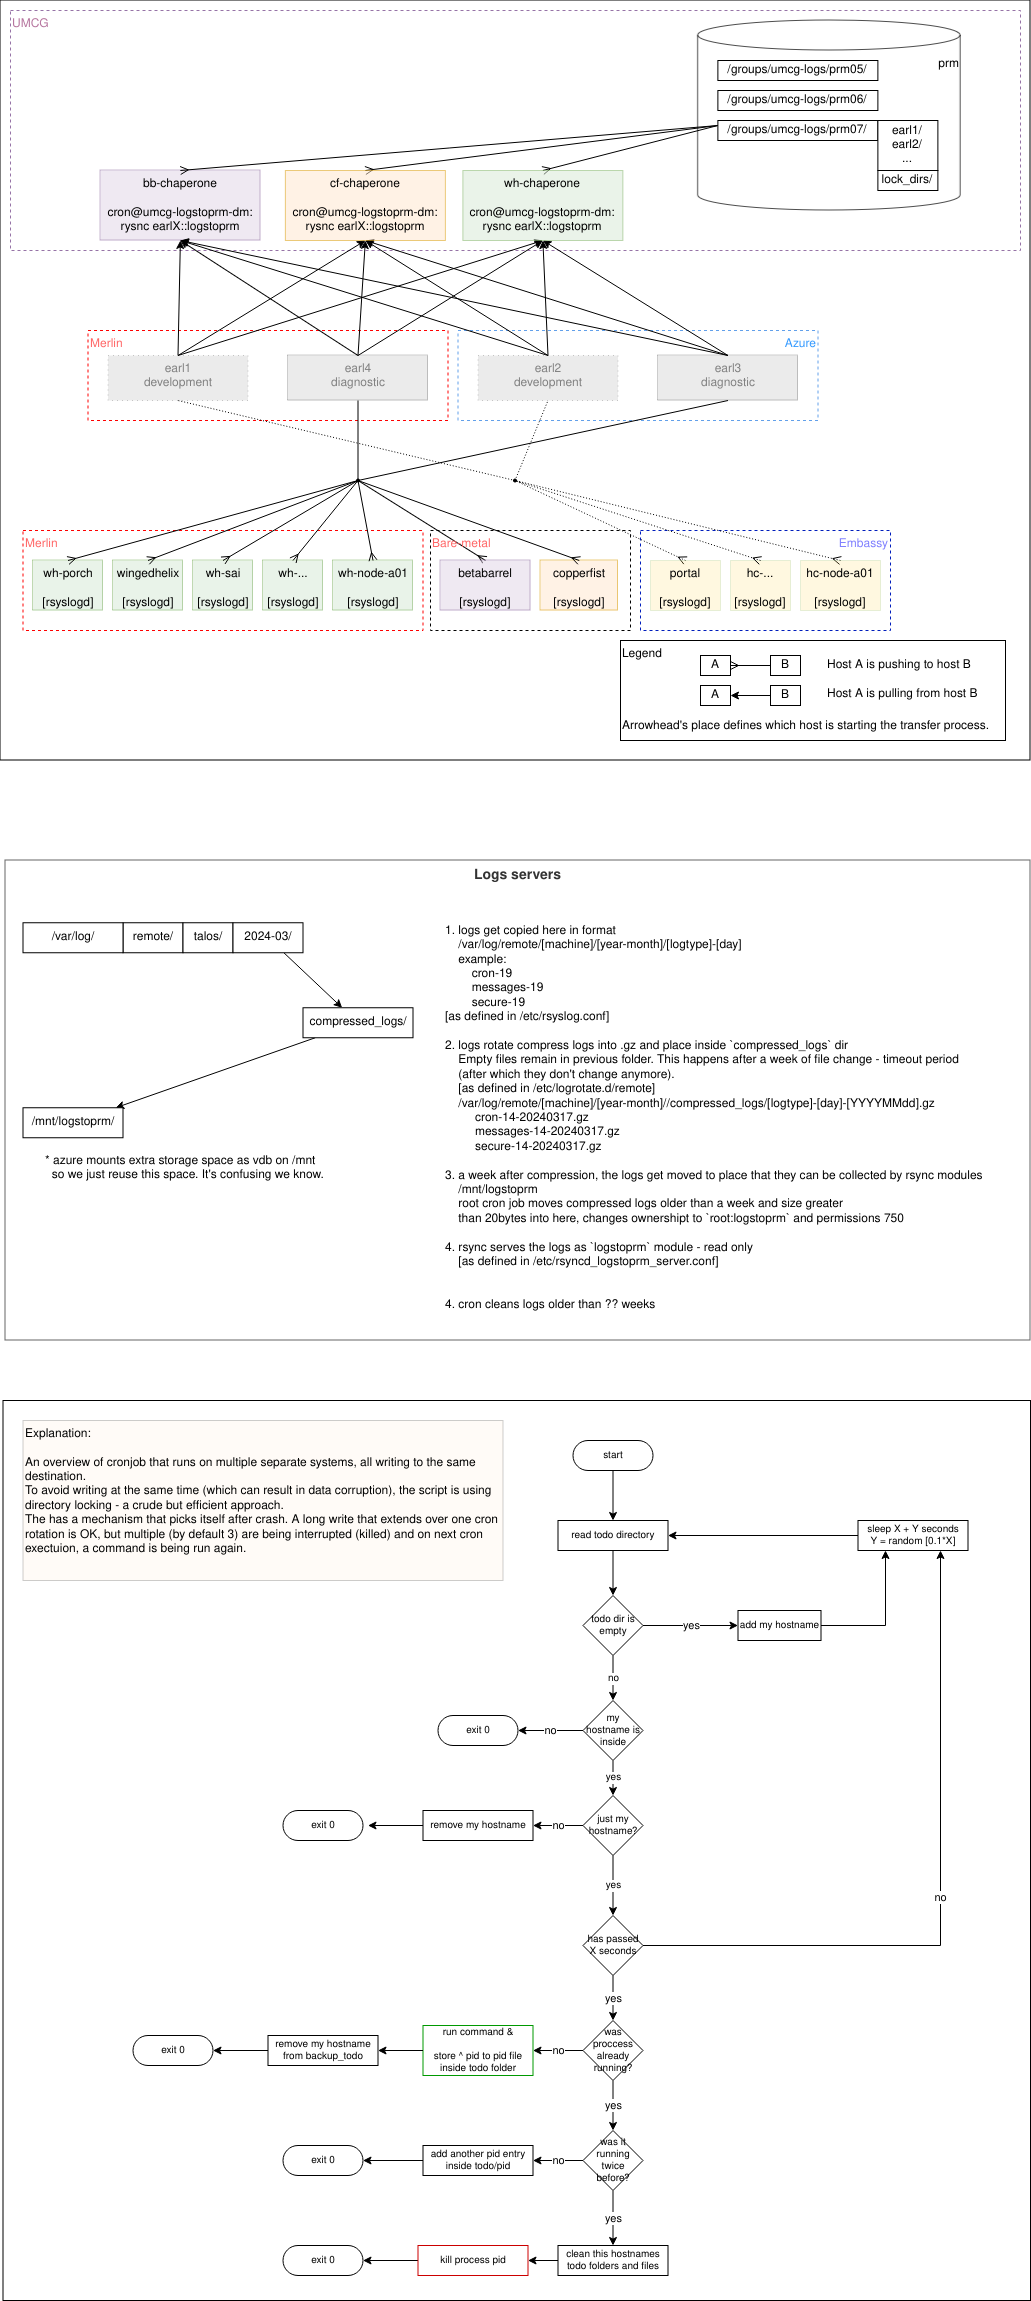 UMCG
prm
/groups/umcg-logs/prm05/
/groups/umcg-logs/prm06/
/groups/umcg-logs/prm07/
earl1/
earl2/
...
lock_dirs/
bb-chaperone
cron@umcg-logstoprm-dm:
rysnc earlX::logstoprm
cf-chaperone
cron@umcg-logstoprm-dm:
rysnc earlX::logstoprm
wh-chaperone
cron@umcg-logstoprm-dm:
rysnc earlX::logstoprm
Merlin
earl1
development
earl4
diagnostic
Azure
earl2
development
earl3
diagnostic
Merlin
wh-porch
[rsyslogd]
wingedhelix
[rsyslogd]
wh-sai
[rsyslogd]
wh-...
[rsyslogd]
wh-node-a01
[rsyslogd]
Bare-metal
betabarrel
[rsyslogd]
copperfist
[rsyslogd]
Embassy
portal
[rsyslogd]
hc-...
[rsyslogd]
hc-node-a01
[rsyslogd]
Legend
A
B
Host A is pushing to host B
A
B
Host A is pulling from host B
Arrowhead's place defines which host is starting the transfer process.
Logs servers
/var/log/
remote/
talos/
2024-03/
compressed_logs/
/mnt/logstoprm/
* azure mounts extra storage space as vdb on /mnt
so we just reuse this space. It's confusing we know.
1. logs get copied here in format
/var/log/remote/[machine]/[year-month]/[logtype]-[day]
example:
cron-19
messages-19
secure-19
[as defined in /etc/rsyslog.conf]
2. logs rotate compress logs into .gz and place inside `compressed_logs` dir
Empty files remain in previous folder. This happens after a week of file change - timeout period
(after which they don't change anymore).
[as defined in /etc/logrotate.d/remote]
/var/log/remote/[machine]/[year-month]//compressed_logs/[logtype]-[day]-[YYYYMMdd].gz
cron-14-20240317.gz
messages-14-20240317.gz
secure-14-20240317.gz
3. a week after compression, the logs get moved to place that they can be collected by rsync modules
/mnt/logstoprm
root cron job moves compressed logs older than a week and size greater
than 20bytes into here, changes ownershipt to `root:logstoprm` and permissions 750
4. rsync serves the logs as `logstoprm` module - read only
[as defined in /etc/rsyncd_logstoprm_server.conf]
4. cron cleans logs older than ?? weeks
Explanation:
An overview of cronjob that runs on multiple separate systems, all writing to the same
destination.
To avoid writing at the same time (which can result in data corruption), the script is using
directory locking - a crude but efficient approach.
The has a mechanism that picks itself after crash. A long write that extends over one cron
rotation is OK, but multiple (by default 3) are being interrupted (killed) and on next cron
exectuion, a command is being run again.
start
read todo directory
sleep X + Y seconds
Y = random [0.1*X]
todo dir is
empty
yes
add my hostname
no
my
hostname is
inside
no
exit 0
yes
just my
hostname?
no
remove my hostname
exit 0
yes
has passed
X seconds
no
yes
was
proccess
already
running?
no
run command &
store ^ pid to pid file
inside todo folder
remove my hostname
from backup_todo
exit 0
yes
was it
running
twice
before?
no
add another pid entry
inside todo/pid
exit 0
yes
clean this hostnames
todo folders and files
kill process pid
exit 0